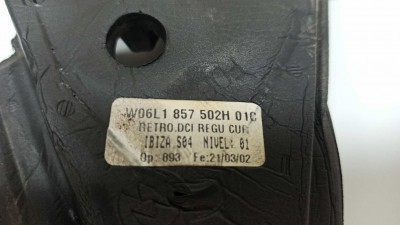 W06L1 857 502H 01C
RETRO.DCI REGU CUR
IBIZA S04 NIVEL: 01
Op: 893 Fe:21/03/02